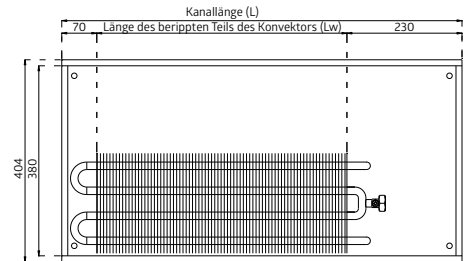 Kanallänge (L)
70 Länge des berippten Teils des Konvektors (Lw) 230
404
380